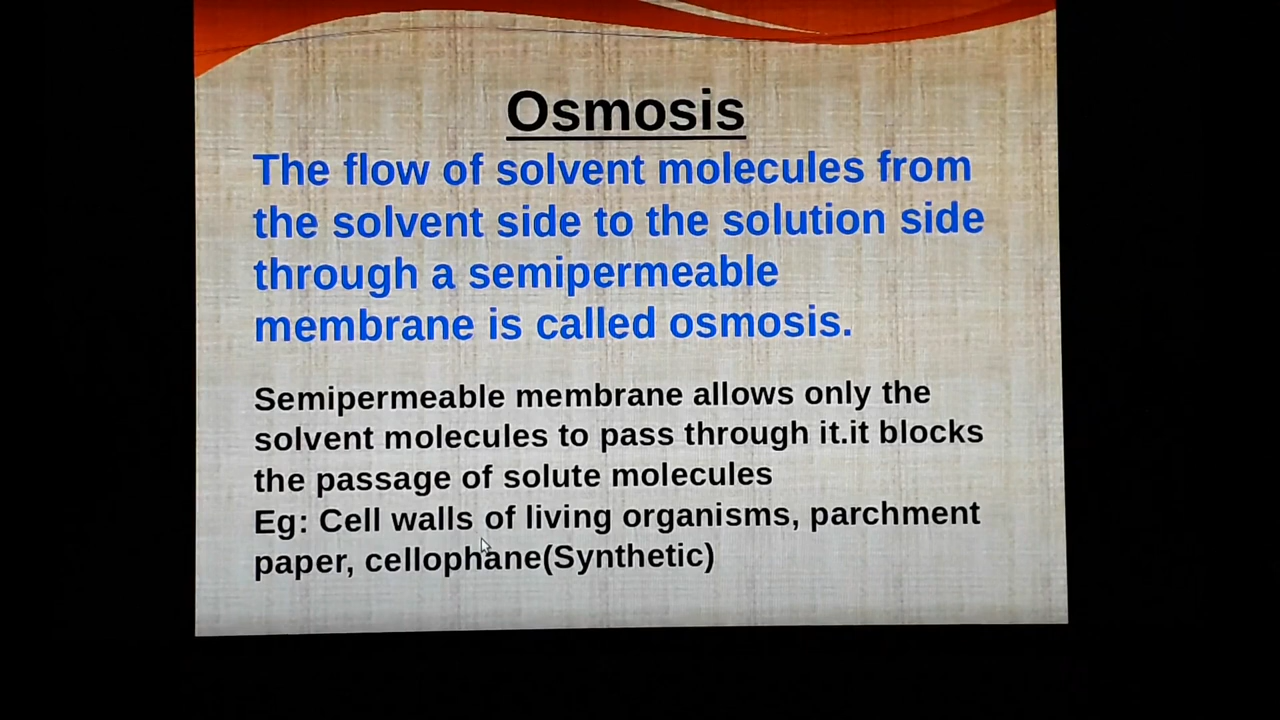 Osmosis
The flow of solvent molecules from
the solvent side to the solution side
through a semipermeable
membrane is called osmosis.
Semipermeable membrane allows only the
solvent molecules to pass through it.it blocks
the passage of solute molecules
Eg: Cell walls of living organisms, parchment
paper, cellophane(Synthetic)